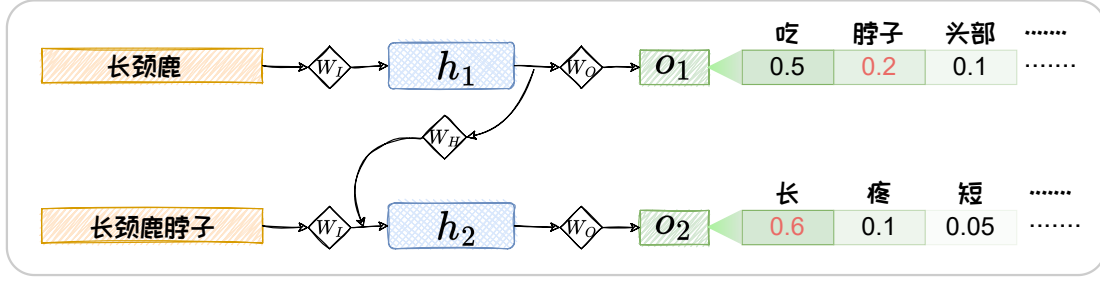 吃 脖子 头部 ......
长颈鹿 W_I h_1 W_O o_1 0.5 0.2 0.1 ......
W_H
长 疼 短 ......
长颈鹿脖子 W_I h_2 W_O o_2 0.6 0.1 0.05 ......